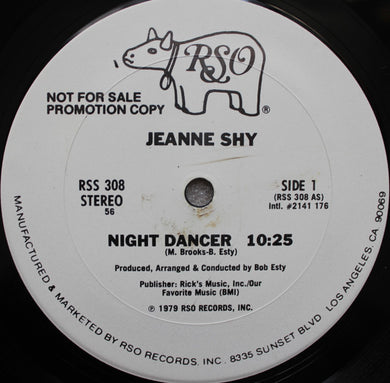 RSO
®
NOT FOR SALE
PROMOTION COPY
JEANNE SHY
RSS 308
STEREO
56
SIDE 1
(RSS 308 AS)
Intl. #2141 176
NIGHT DANCER 10:25
(M. Brooks-B. Esty)
Produced, Arranged & Conducted by Bob Esty
Publisher: Rick's Music, Inc./Our
Favorite Music (BMI)
℗ 1979 RSO RECORDS, INC.
MANUFACTURED & MARKETED BY RSO RECORDS, INC. 8335 SUNSET BLVD. LOS ANGELES, CA 90069